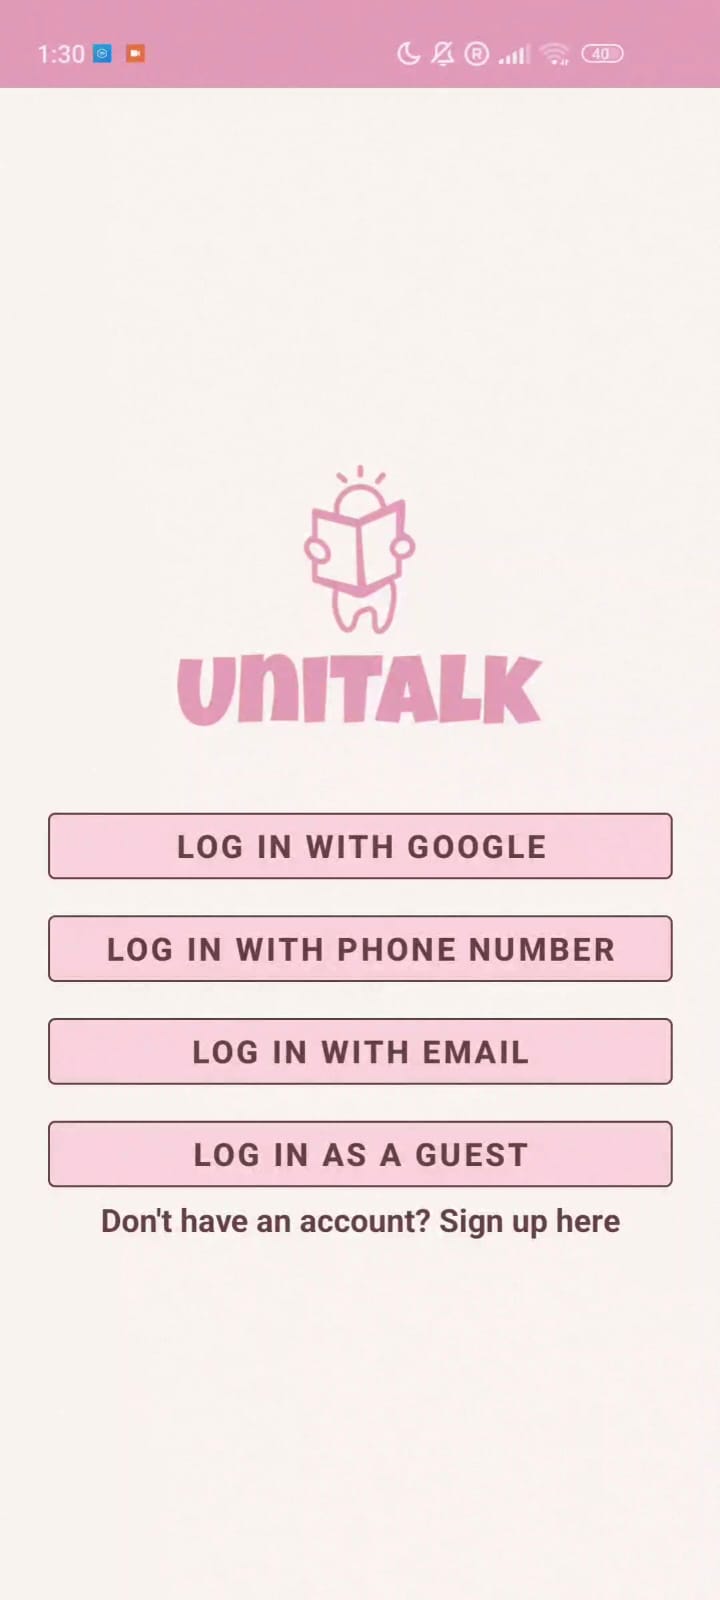 1:30
R
40
UNITALK
LOG IN WITH GOOGLE
LOG IN WITH PHONE NUMBER
LOG IN WITH EMAIL
LOG IN AS A GUEST
Don't have an account? Sign up here